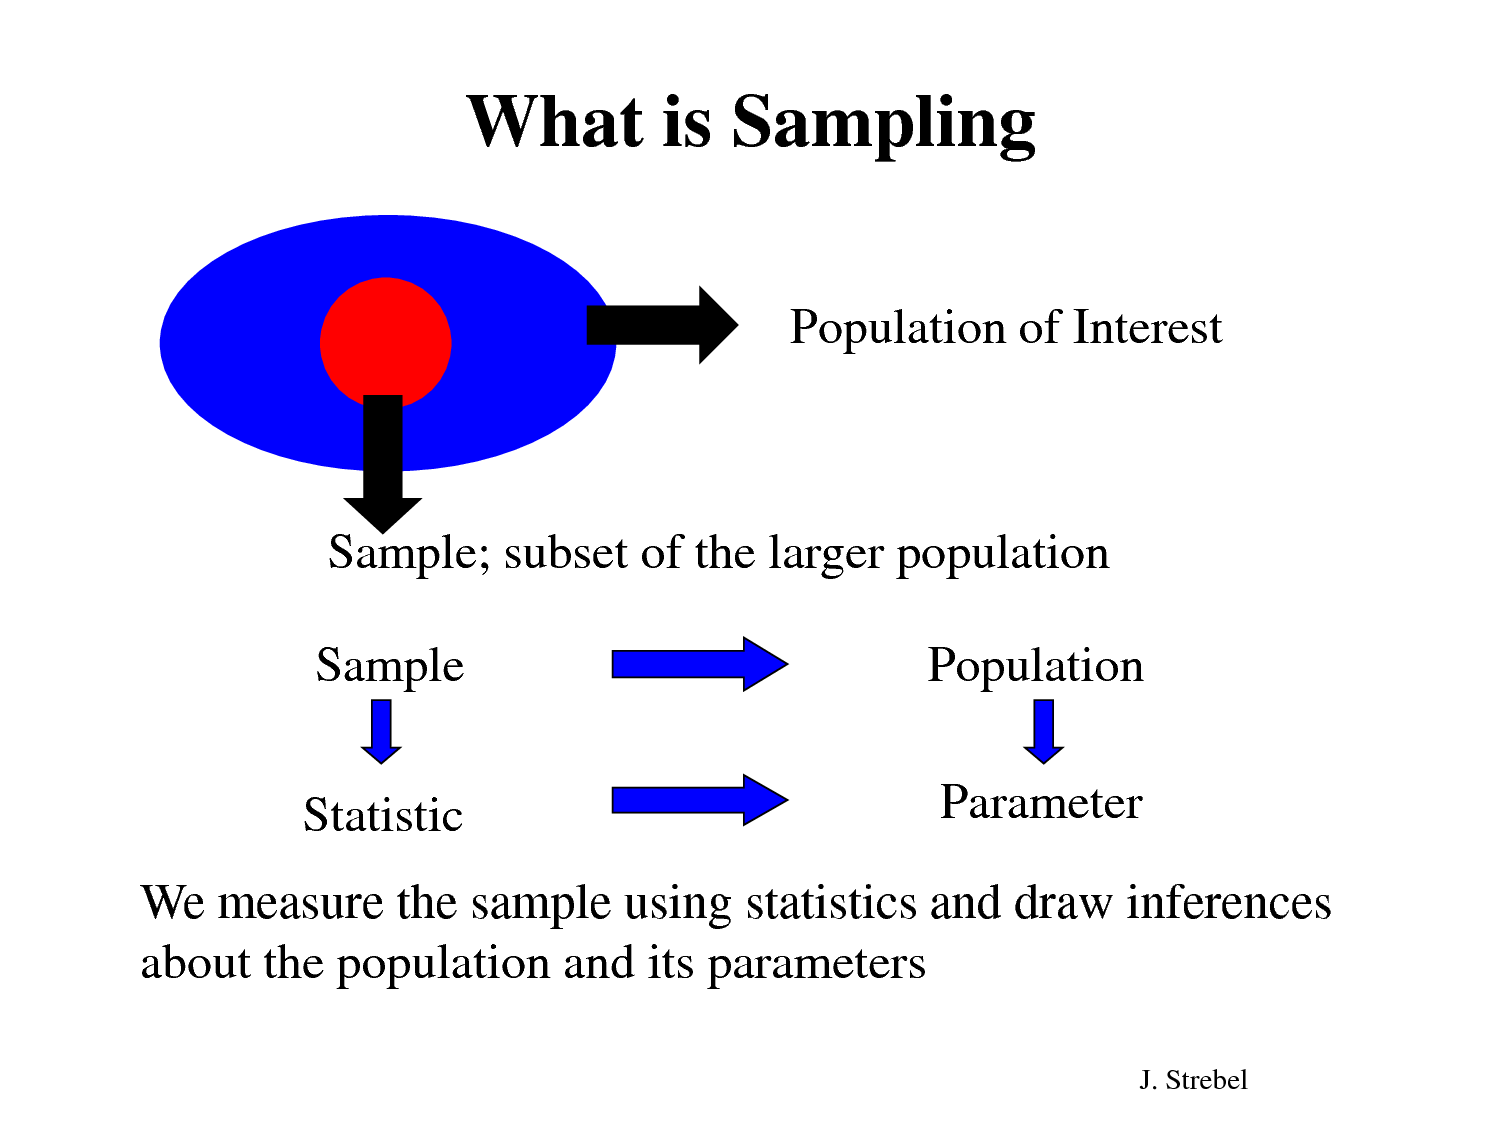 What is Sampling
Population of Interest
Sample; subset of the larger population
Sample
Population
Statistic
Parameter
We measure the sample using statistics and draw inferences
about the population and its parameters
J. Strebel